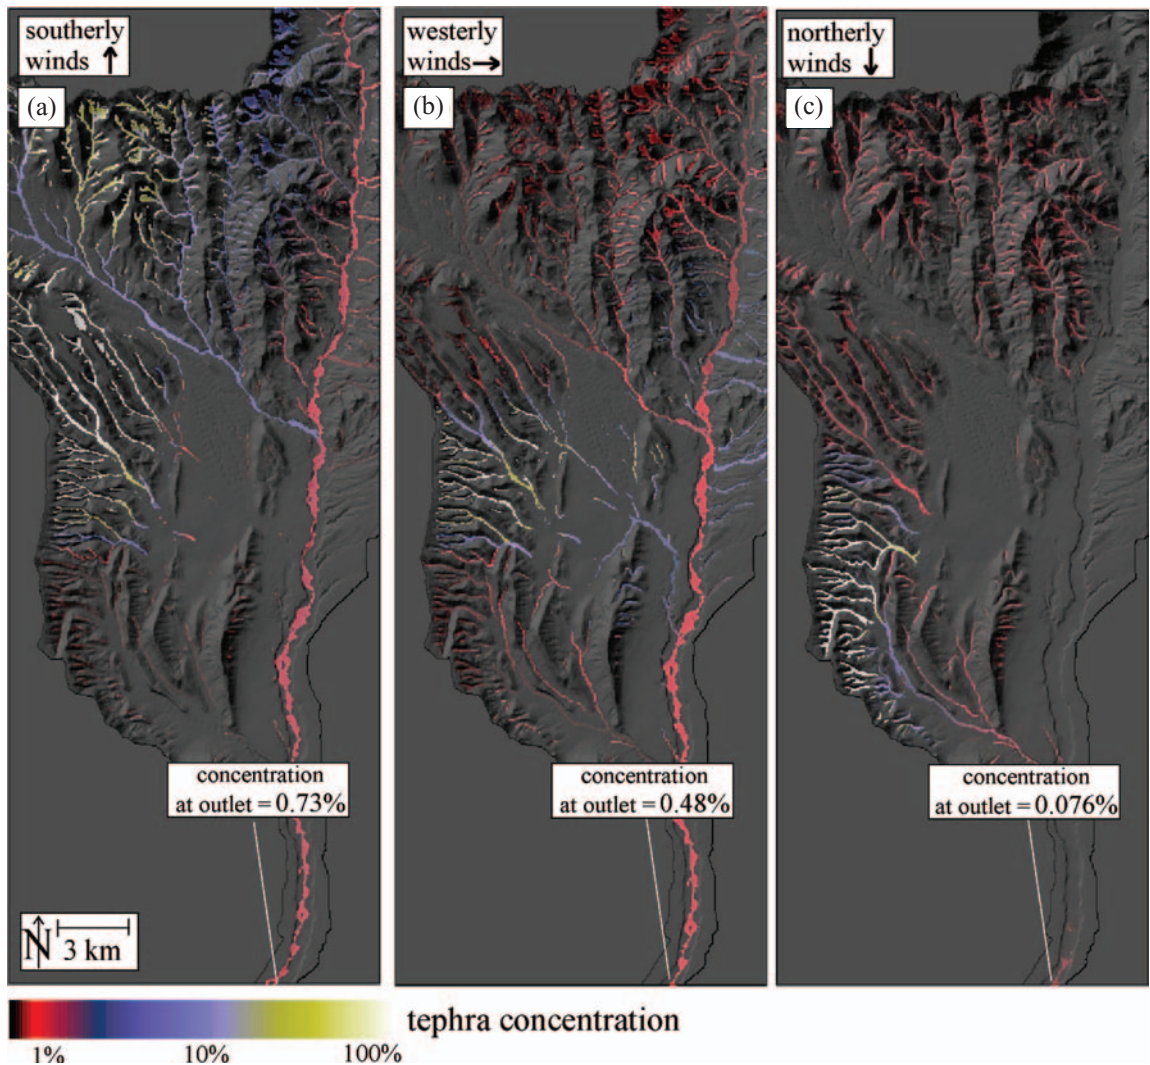 southerly
winds ↑
(a)
westerly
winds→
(b)
northerly
winds ↓
(c)
concentration
at outlet = 0.73%
concentration
at outlet = 0.48%
concentration
at outlet = 0.076%
N
3 km
tephra concentration
1%
10%
100%